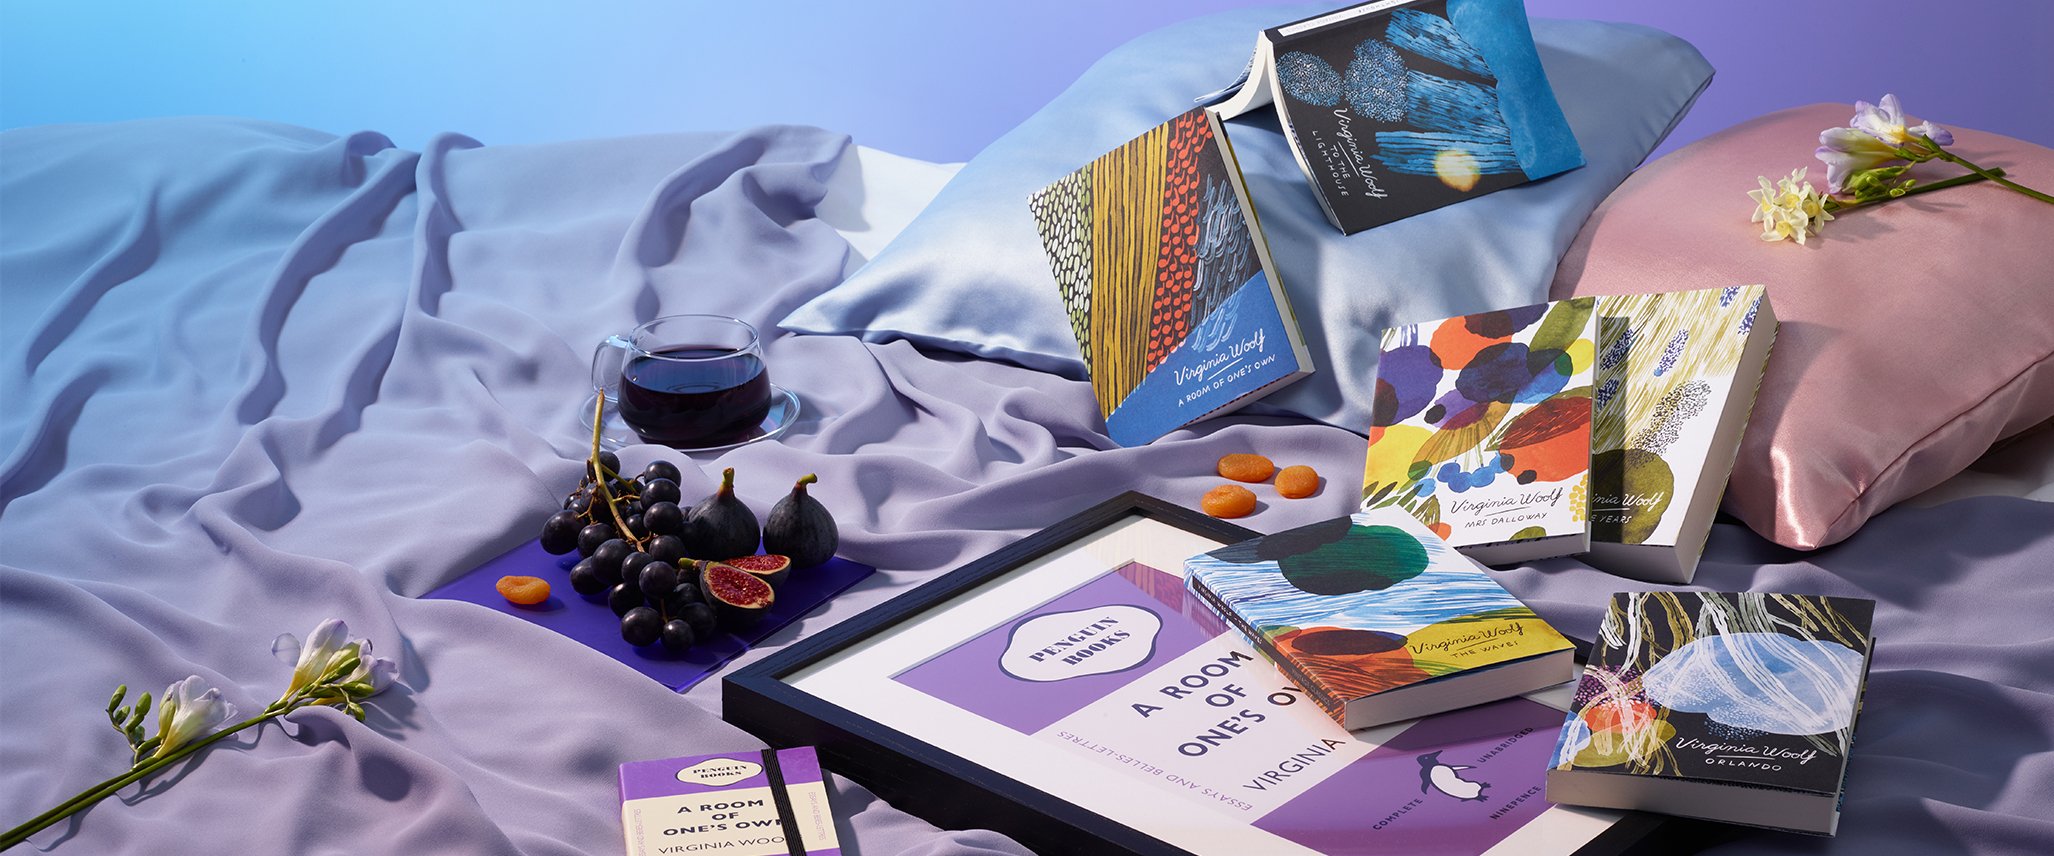 Virginia Woolf
TO THE
LIGHTHOUSE
Virginia Woolf
A ROOM OF ONE'S OWN
Virginia Woolf
MRS DALLOWAY
YEARS
Virginia Woolf
THE WAVES
VIRGINIA WOOLF
THE WAVES
Virginia Woolf
ORLANDO
PENGUIN
BOOKS
A ROOM
OF
ONE'S
VIRGINIA
ESSAYS AND BELLES-LETTRES
COMPLETE
UNABRIDGED
NINEPENCE
PENGUIN
BOOKS
A ROOM
OF
ONE'S OWN
VIRGINIA WOO